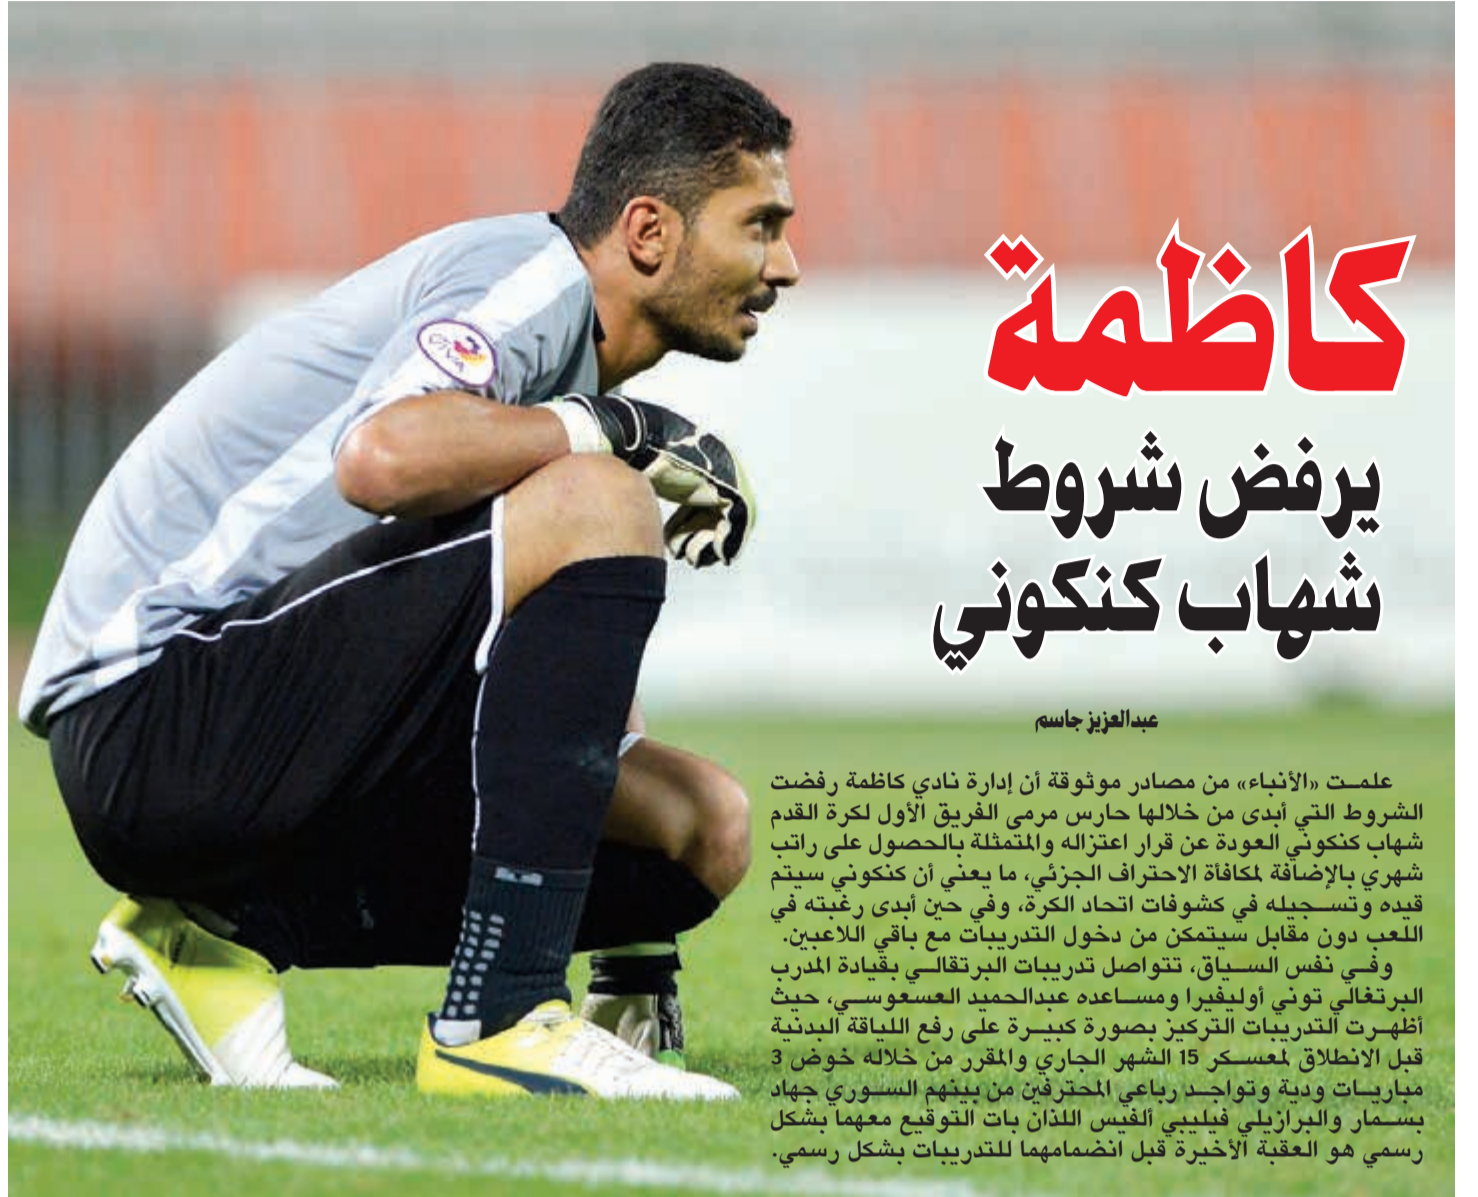 كاظمة
يرفض شروط
شهاب كنكوني
عبدالعزيز جاسم
علمت «الأنباء» من مصادر موثوقة أن إدارة نادي كاظمة رفضت
الشروط التي أبدى من خلالها حارس مرمى الفريق الأول لكرة القدم
شهاب كنكوني العودة عن قرار اعتزاله والمتمثلة بالحصول على راتب
شهري بالإضافة لمكافأة الاحتراف الجزئي، ما يعني أن كنكوني سيتم
قيده وتسجيله في كشوفات اتحاد الكرة، وفي حين أبدى رغبته في
اللعب دون مقابل سيتمكن من دخول التدريبات مع باقي اللاعبين.
وفي نفس السياق، تتواصل تدريبات البرتقالي بقيادة المدرب
البرتغالي توني أوليفيرا ومساعده عبدالحميد العسعوسي، حيث
أظهرت التدريبات التركيز بصورة كبيرة على رفع اللياقة البدنية
قبل الانطلاق لمعسكر 15 الشهر الجاري والمقرر من خلاله خوض 3
مباريات ودية وتواجد رباعي المحترفين من بينهم السوري جهاد
بسمار والبرازيلي فيليبي ألفيس اللذان بات التوقيع معهما بشكل
رسمي هو العقبة الأخيرة قبل انضمامهما للتدريبات بشكل رسمي.
VIVA